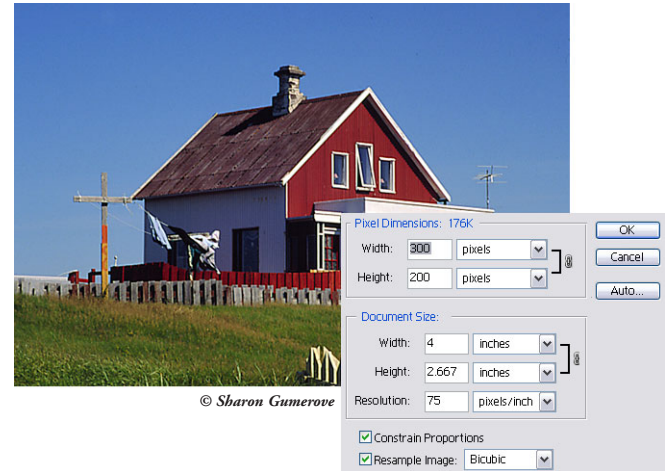 Pixel Dimensions: 176K
Width: 300 pixels
Height: 200 pixels
OK
Cancel
Auto...
Document Size:
Width: 4 inches
Height: 2.667 inches
Resolution: 75 pixels/inch
Constrain Proportions
Resample Image: Bicubic
© Sharon Gumerove